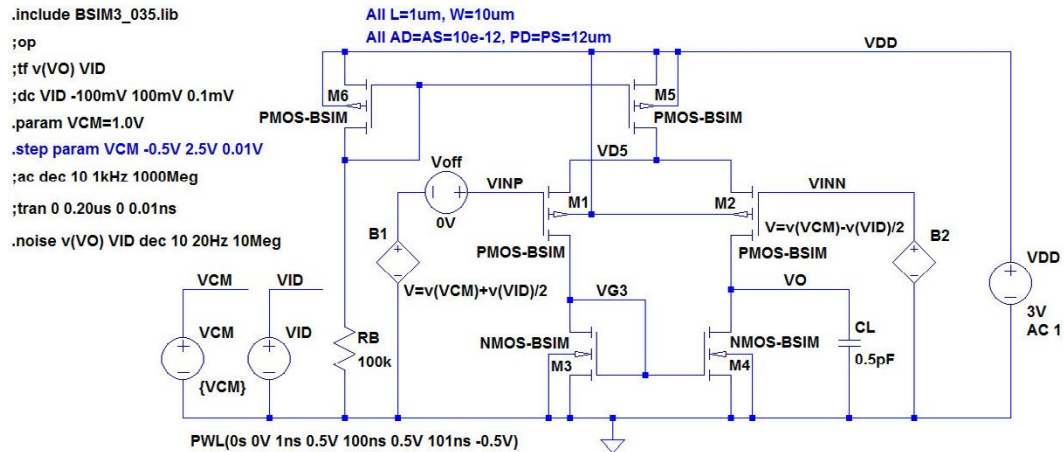 .include BSIM3_035.lib
;op
;tf v(VO) VID
;dc VID -100mV 100mV 0.1mV
.param VCM=1.0V
.step param VCM -0.5V 2.5V 0.01V
;ac dec 10 1kHz 1000Meg
;tran 0 0.20us 0 0.01ns
.noise v(VO) VID dec 10 20Hz 10Meg
All L=1um, W=10um
All AD=AS=10e-12, PD=PS=12um
VDD
M6
PMOS-BSIM
M5
PMOS-BSIM
VD5
Voff
0V
VINP
M1
PMOS-BSIM
M2
PMOS-BSIM
VINN
B1
V=v(VCM)+v(VID)/2
V=v(VCM)-v(VID)/2
B2
VDD
3V
AC 1
VCM
VID
VCM
{VCM}
VID
RB
100k
VG3
VO
NMOS-BSIM
M3
NMOS-BSIM
M4
CL
0.5pF
PWL(0s 0V 1ns 0.5V 100ns 0.5V 101ns -0.5V)